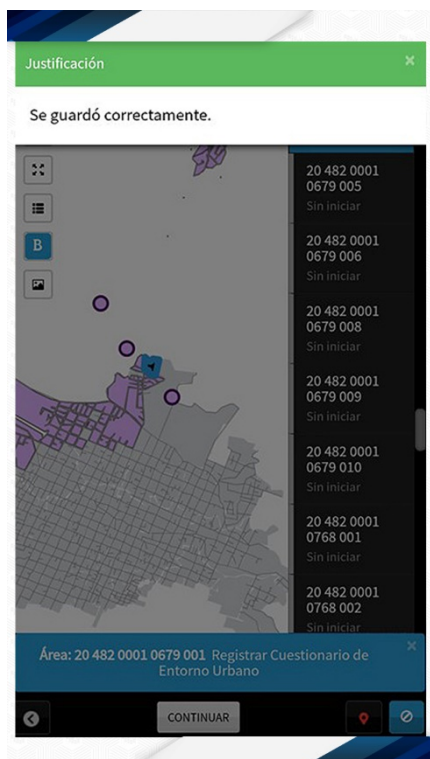 Justificación
×
Se guardó correctamente.
20 482 0001
0679 005
Sin iniciar
20 482 0001
0679 006
Sin iniciar
B
20 482 0001
0679 008
Sin iniciar
20 482 0001
0679 009
Sin iniciar
20 482 0001
0679 010
Sin iniciar
20 482 0001
0768 001
Sin iniciar
20 482 0001
0768 002
Sin iniciar
Área: 20 482 0001 0679 001 Registrar Cuestionario de
Entorno Urbano
×
CONTINUAR